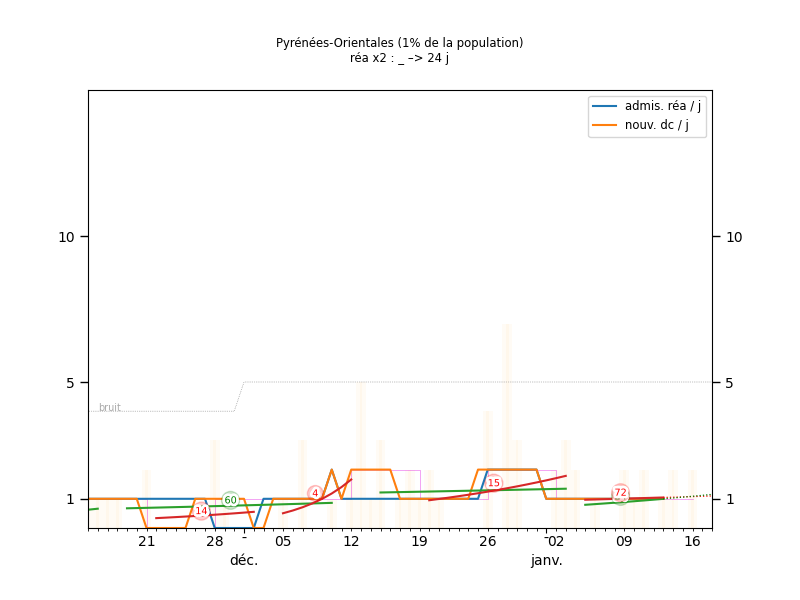 Pyrénées-Orientales (1% de la population)
réa x2 : _ –> 24 j
admis. réa / j
nouv. dc / j
10 10
5 5
bruit
60 14 4 15 72
1 1
21 28 - 05 12 19 26 - 02 09 16
déc. janv.